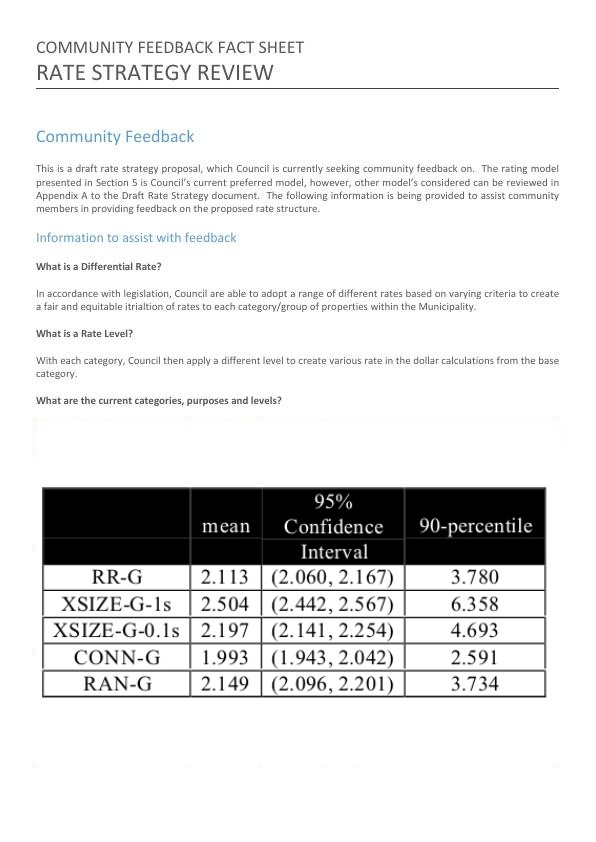 COMMUNITY FEEDBACK FACT SHEET
RATE STRATEGY REVIEW
Community Feedback
This is a draft rate strategy proposal, which Council is currently seeking community feedback on. The rating model
presented in Section 5 is Council's current preferred model, however, other model's considered can be reviewed in
Appendix A to the Draft Rate Strategy document. The following information is being provided to assist community
members in providing feedback on the proposed rate structure.
Information to assist with feedback
What is a Differential Rate?
In accordance with legislation, Council are able to adopt a range of different rates based on varying criteria to create
a fair and equitable itrialtion of rates to each category/group of properties within the Municipality.
What is a Rate Level?
With each category, Council then apply a different level to create various rate in the dollar calculations from the base
category.
What are the current categories, purposes and levels?
mean 95% Confidence Interval 90-percentile
RR-G 2.113 (2.060, 2.167) 3.780
XSIZE-G-1s 2.504 (2.442, 2.567) 6.358
XSIZE-G-0.1s 2.197 (2.141, 2.254) 4.693
CONN-G 1.993 (1.943, 2.042) 2.591
RAN-G 2.149 (2.096, 2.201) 3.734